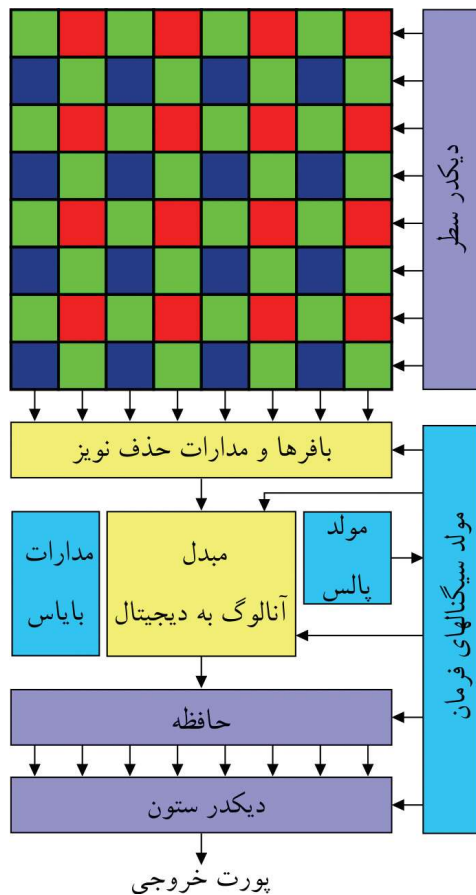 دیکدر سطر
بافرها و مدارات حذف نویز
مدارات
بایاس
مبدل
آنالوگ به دیجیتال
مولد
پالس
مولد سیگنالهای فرمان
حافظه
دیکدر ستون
پورت خروجی